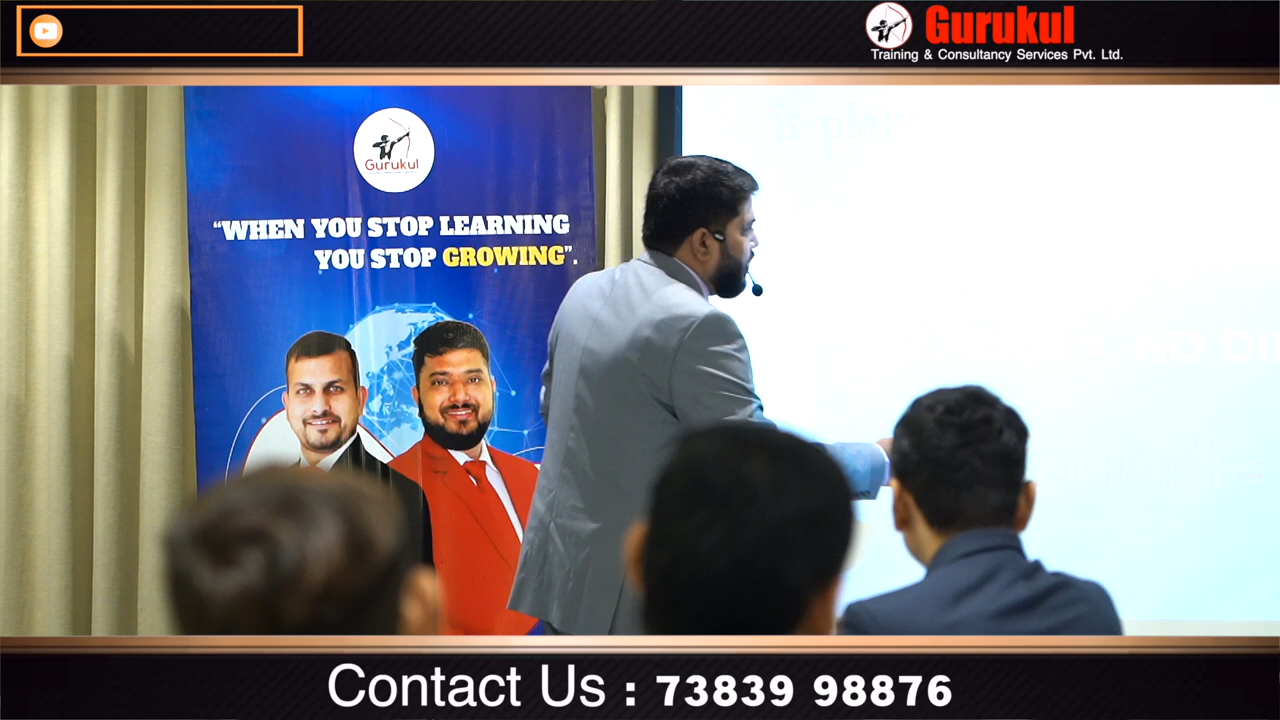 Gurukul
Training & Consultancy Services Pvt. Ltd.
Gurukul
“WHEN YOU STOP LEARNING
YOU STOP GROWING”.
Contact Us : 73839 98876